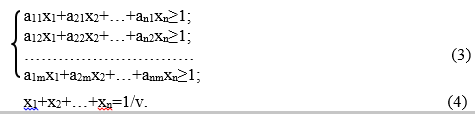 a₁₁x₁+a₂₁x₂+…+aₙ₁xₙ≥1;
a₁₂x₁+a₂₂x₂+…+aₙ₂xₙ≥1;
………………………… (3)
a₁ₘx₁+a₂ₘx₂+…+aₙₘxₙ≥1;
x₁+x₂+…+xₙ=1/v. (4)